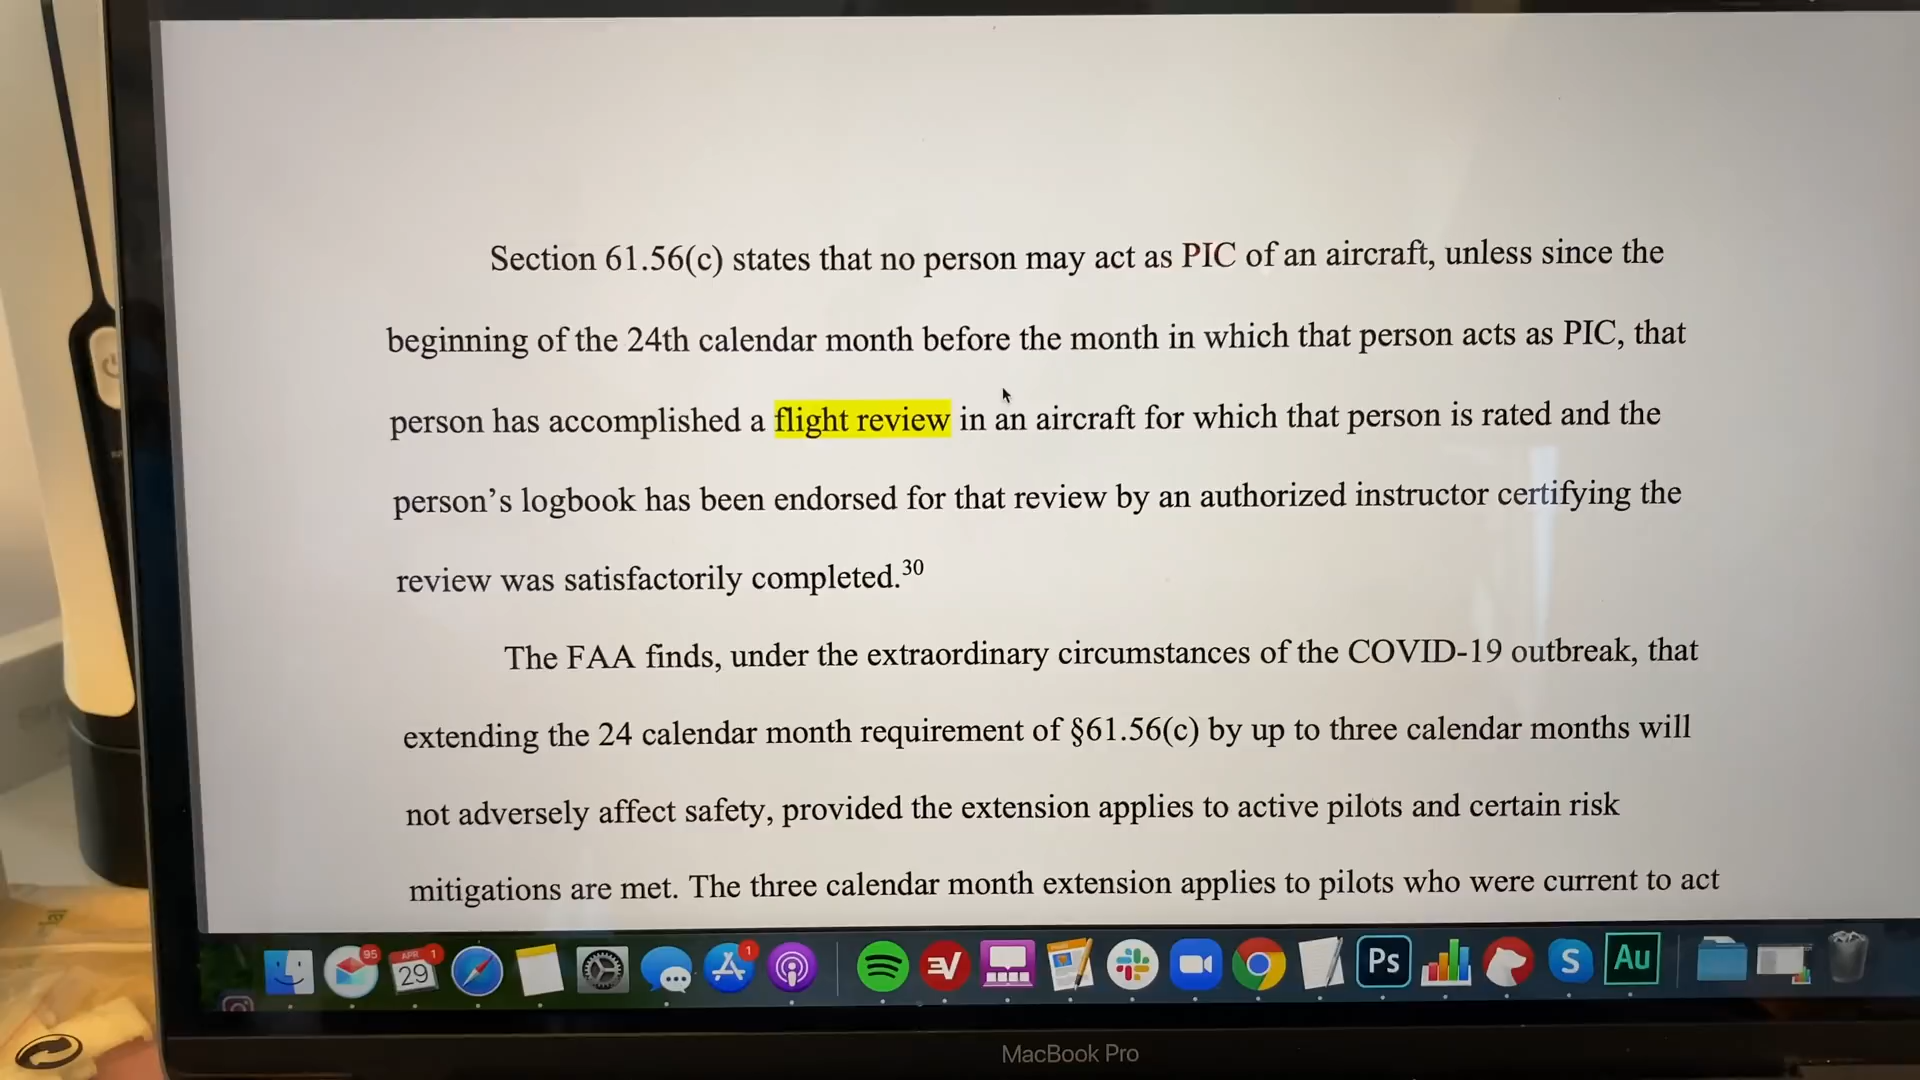 Section 61.56(c) states that no person may act as PIC of an aircraft, unless since the
beginning of the 24th calendar month before the month in which that person acts as PIC, that
person has accomplished a flight review in an aircraft for which that person is rated and the
person’s logbook has been endorsed for that review by an authorized instructor certifying the
review was satisfactorily completed.30
The FAA finds, under the extraordinary circumstances of the COVID-19 outbreak, that
extending the 24 calendar month requirement of §61.56(c) by up to three calendar months will
not adversely affect safety, provided the extension applies to active pilots and certain risk
mitigations are met. The three calendar month extension applies to pilots who were current to act
95
APR
1
29
1
Ps
S
Au
MacBook Pro